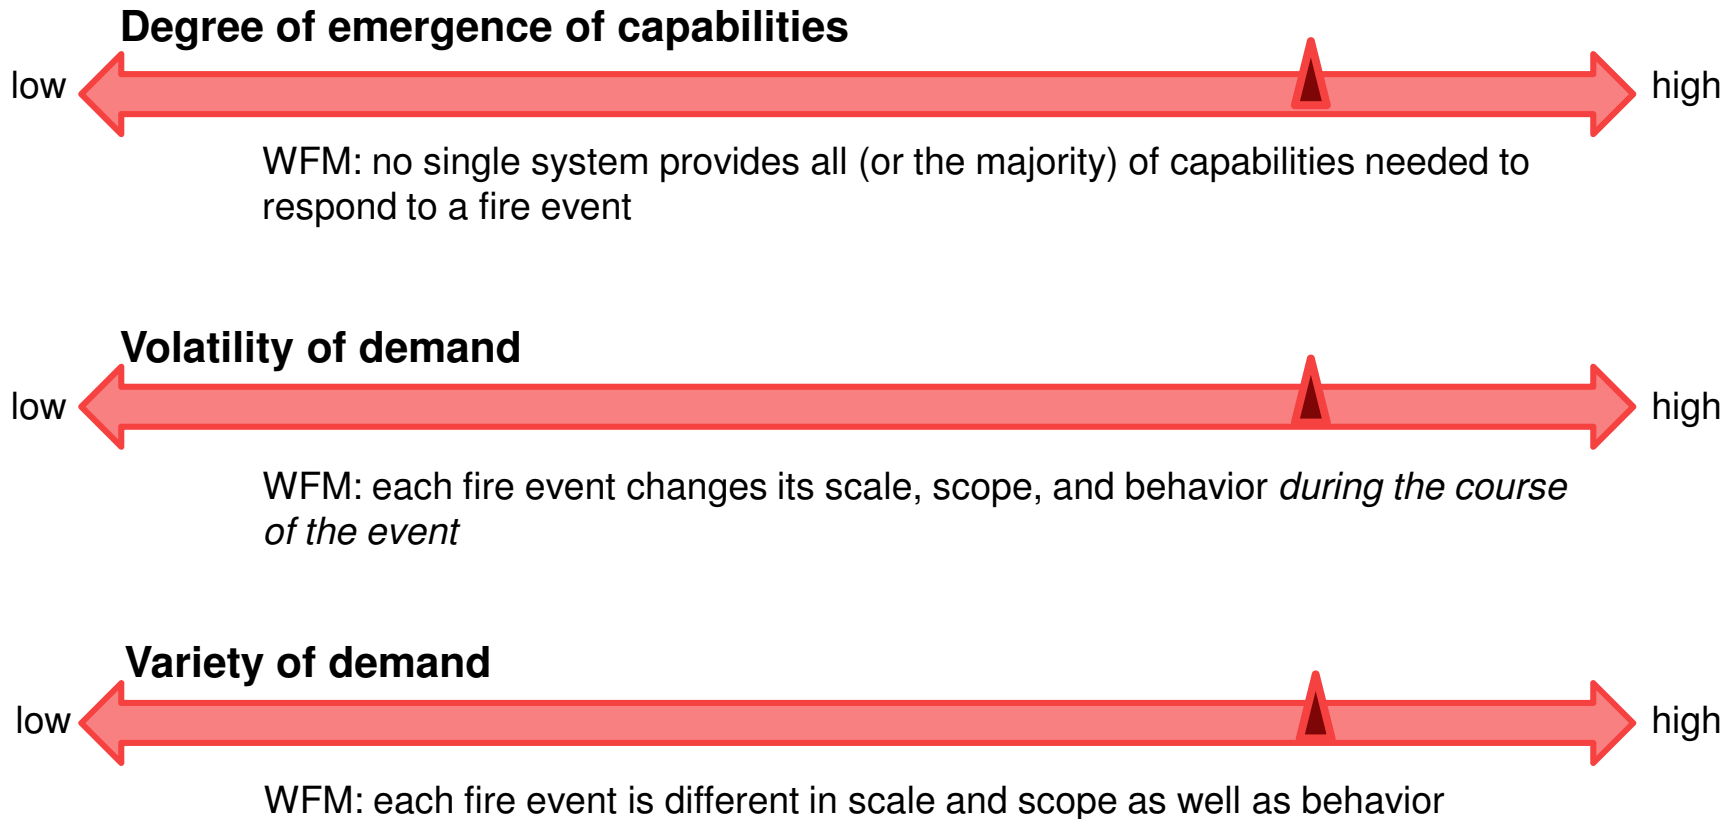 Degree of emergence of capabilities
low
high
WFM: no single system provides all (or the majority) of capabilities needed to
respond to a fire event
Volatility of demand
low
high
WFM: each fire event changes its scale, scope, and behavior during the course
of the event
Variety of demand
low
high
WFM: each fire event is different in scale and scope as well as behavior